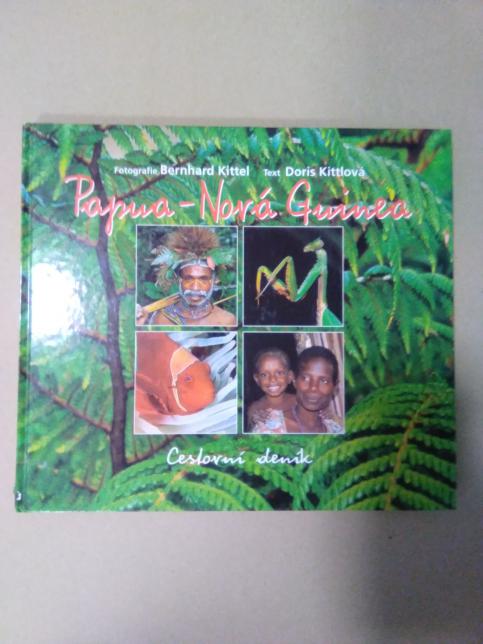 Fotografie Bernhard Kittel Text Doris Kittlová
Papua-Nová Guinea
Cestovní deník